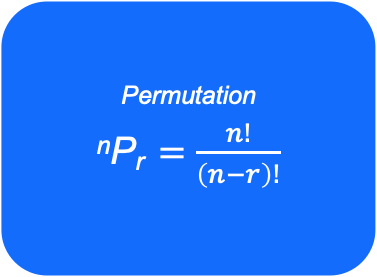 Permutation
ⁿPᵣ = n! / (n−r)!